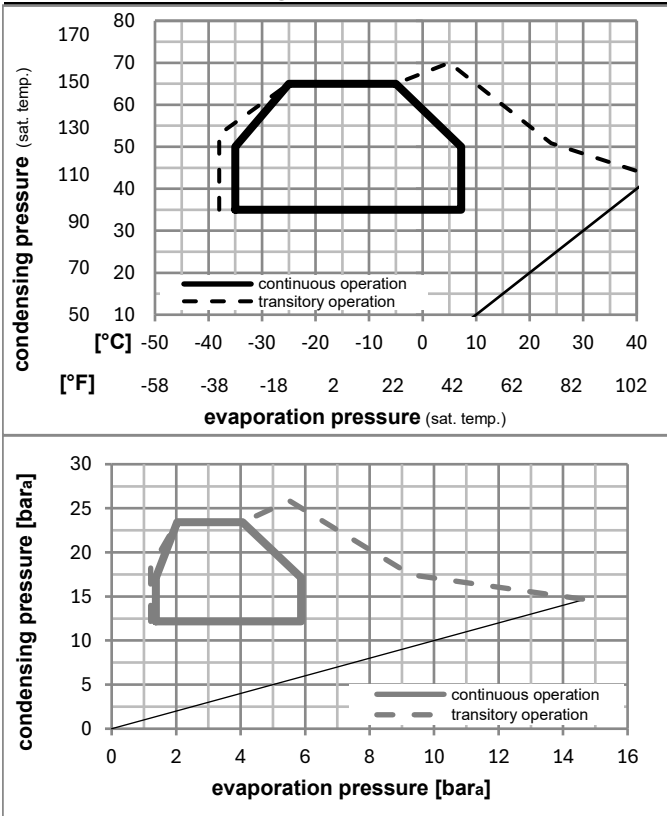 170 80
150 70
60
130 50
110 40
90 30
70 20
50 10
condensing pressure (sat. temp.)
continuous operation
transitory operation
[°C] -50 -40 -30 -20 -10 0 10 20 30 40
[°F] -58 -38 -18 2 22 42 62 82 102
evaporation pressure (sat. temp.)
30
25
20
15
10
5
0
condensing pressure [bara]
continuous operation
transitory operation
0 2 4 6 8 10 12 14 16
evaporation pressure [bara]